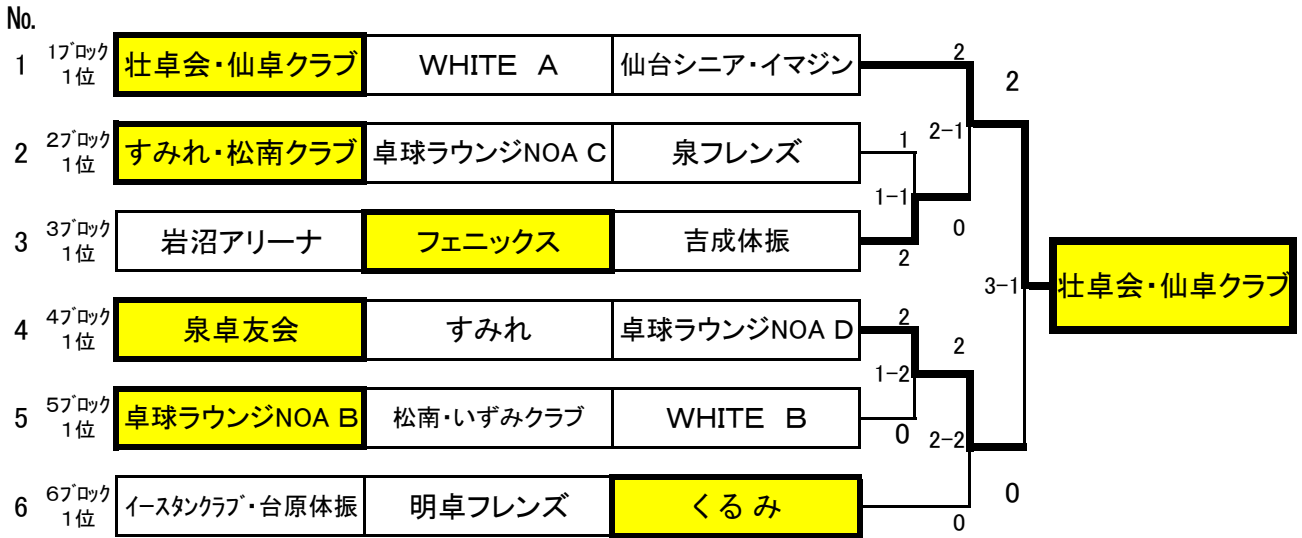 No.
1 1ブロック 1位 壮卓会・仙卓クラブ WHITE A 仙台シニア・イマジン 2
2
2 2ブロック 1位 すみれ・松南クラブ 卓球ラウンジNOA C 泉フレンズ 1 2-1
1-1
3 3ブロック 1位 岩沼アリーナ フェニックス 吉成体振 2 0
3-1 壮卓会・仙卓クラブ
4 4ブロック 1位 泉卓友会 すみれ 卓球ラウンジNOA D 2 2
1-2
5 5ブロック 1位 卓球ラウンジNOA B 松南・いずみクラブ WHITE B 0 2-2
6 6ブロック 1位 イースタンクラブ・台原体振 明卓フレンズ くるみ 0 0